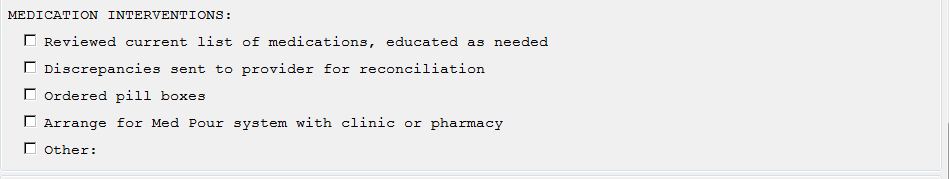 MEDICATION INTERVENTIONS:
Reviewed current list of medications, educated as needed
Discrepancies sent to provider for reconciliation
Ordered pill boxes
Arrange for Med Pour system with clinic or pharmacy
Other: